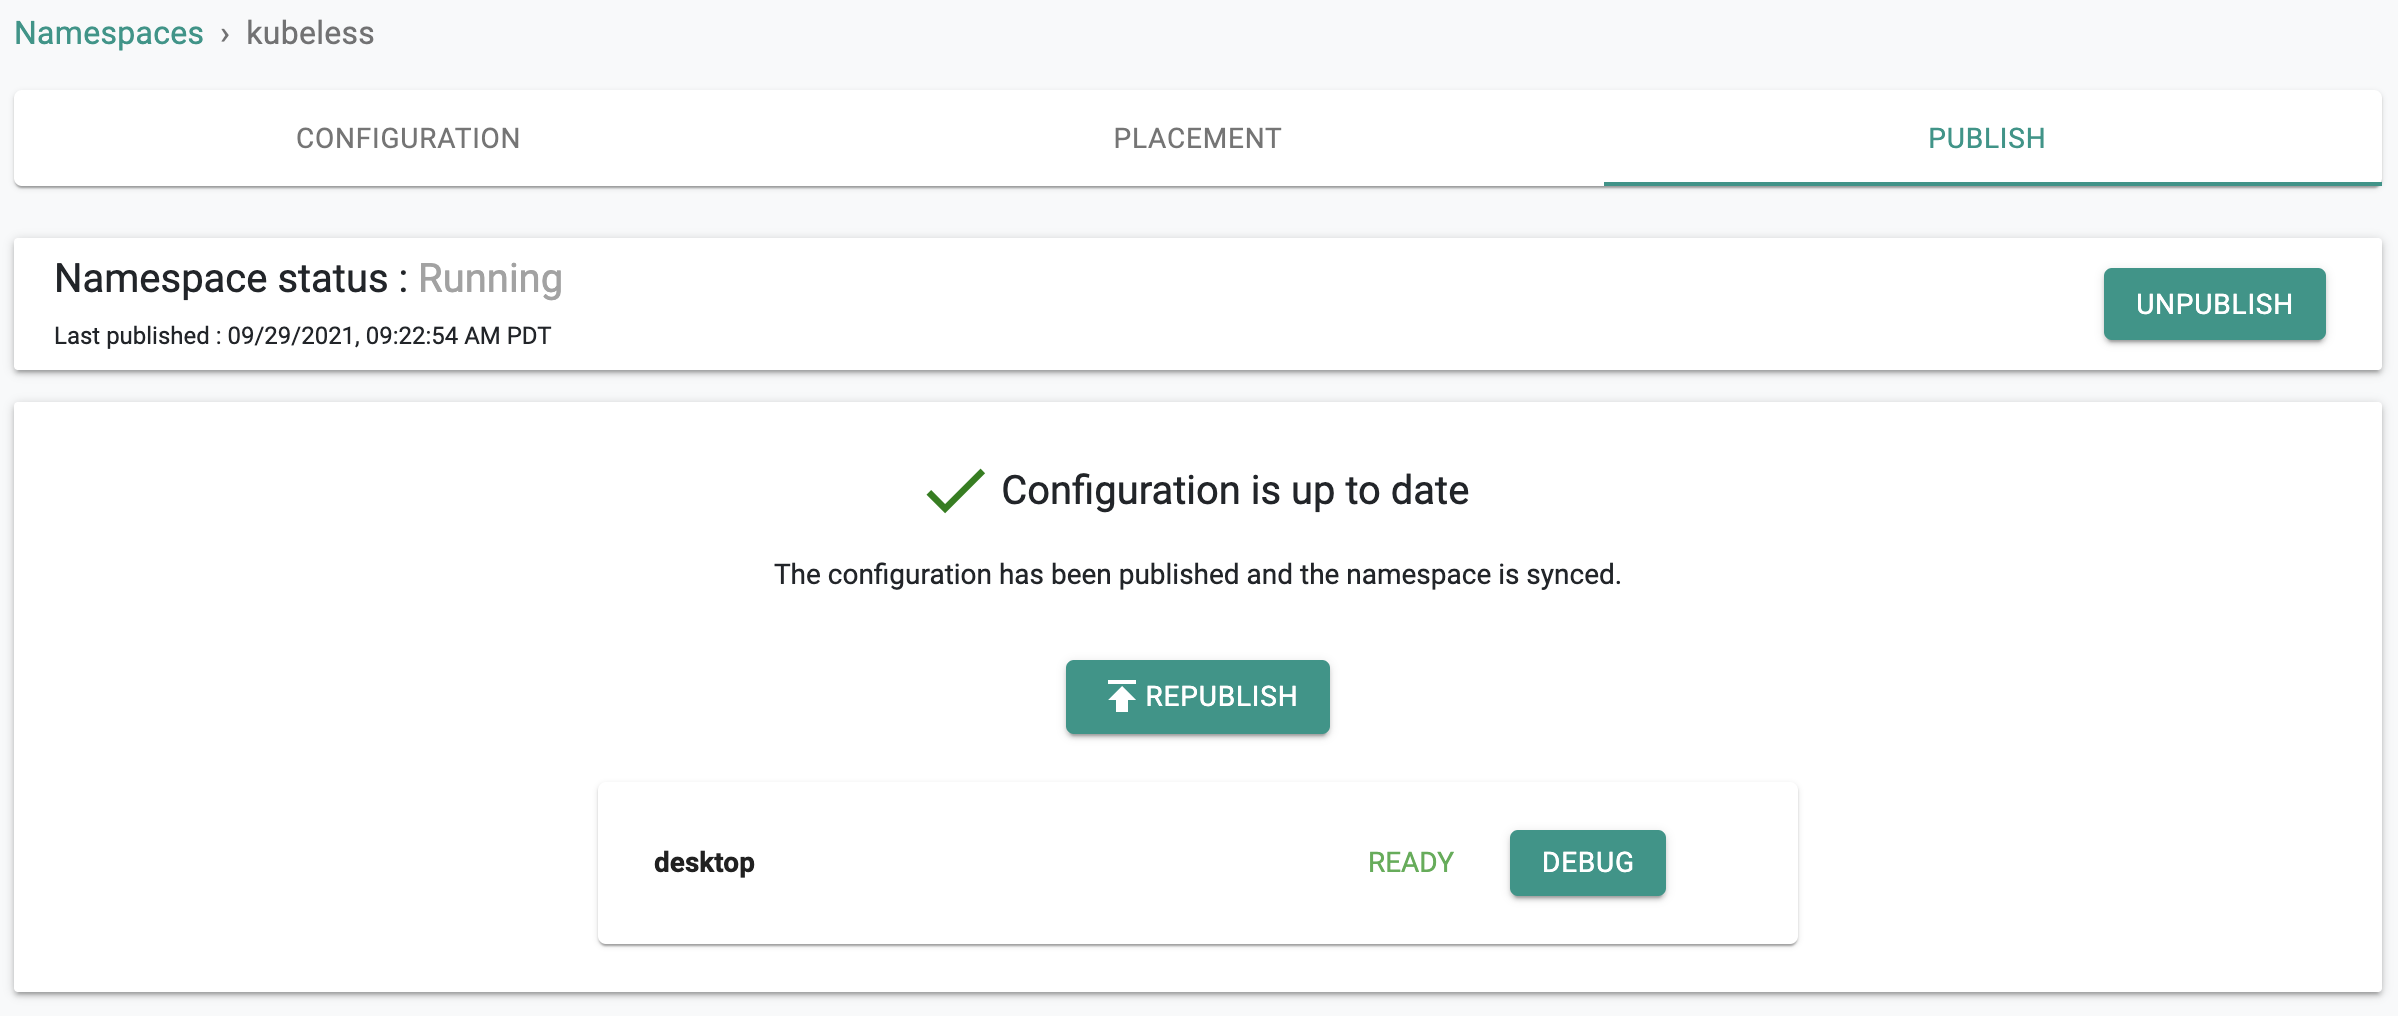 Namespaces › kubeless
CONFIGURATION PLACEMENT PUBLISH
Namespace status : Running
UNPUBLISH
Last published : 09/29/2021, 09:22:54 AM PDT
Configuration is up to date
The configuration has been published and the namespace is synced.
REPUBLISH
desktop READY DEBUG